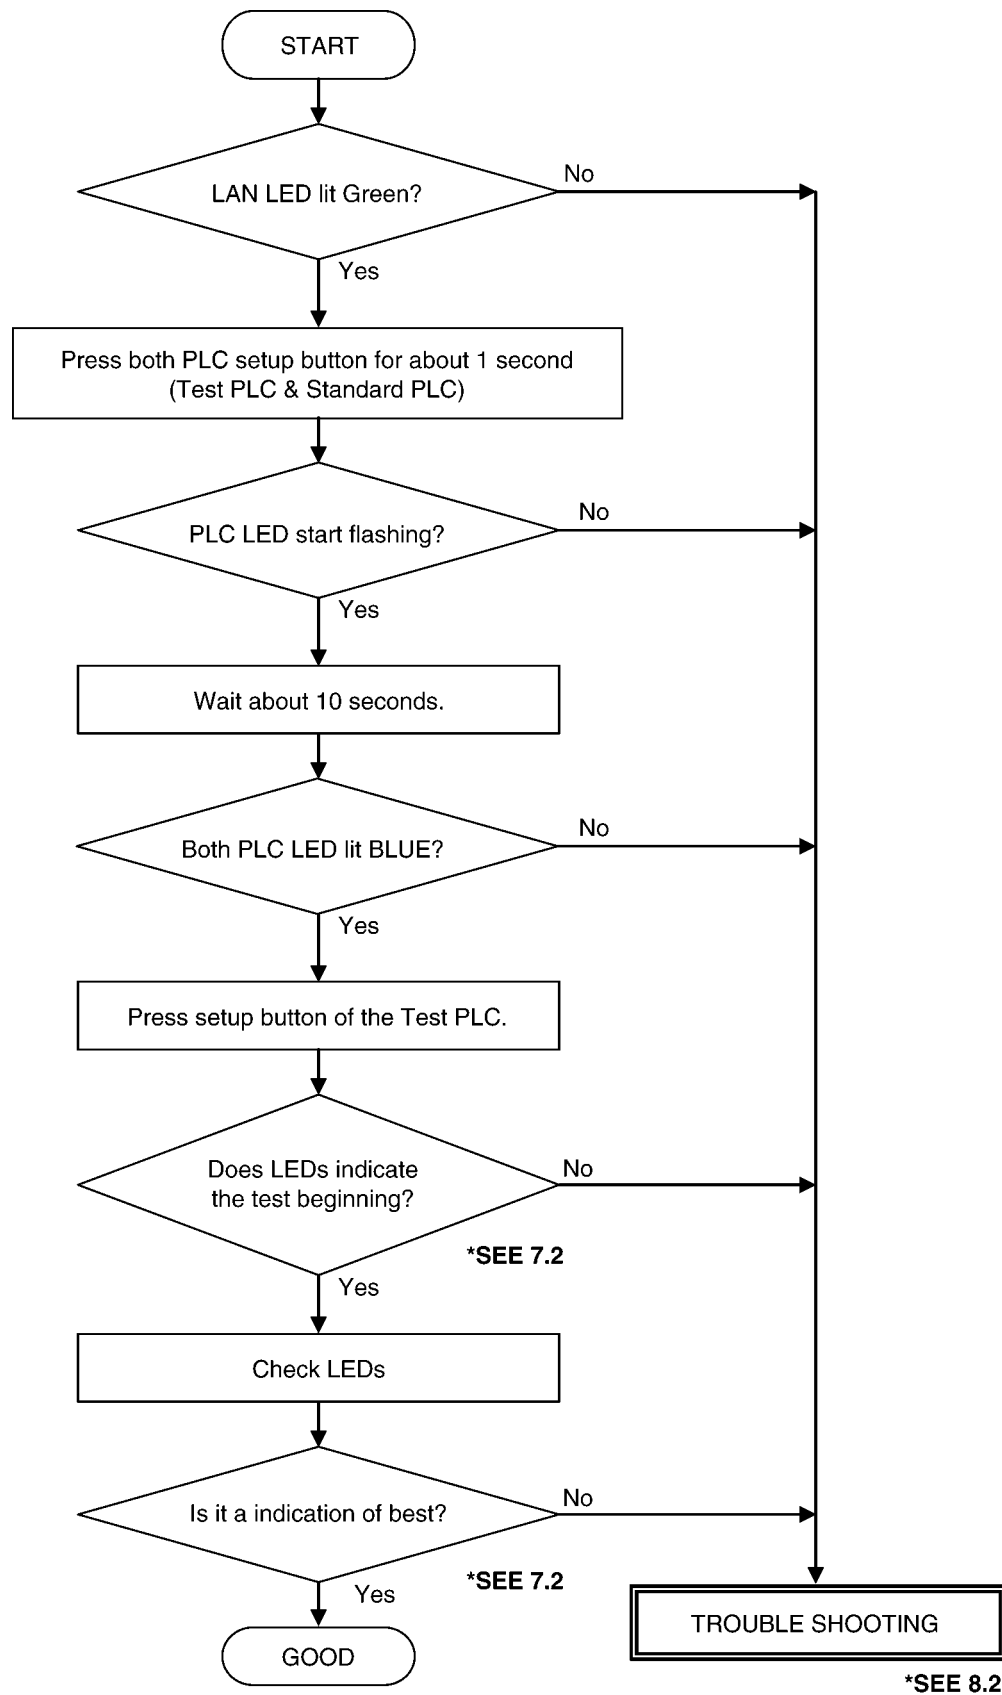 START
LAN LED lit Green?
No
Yes
Press both PLC setup button for about 1 second
(Test PLC & Standard PLC)
PLC LED start flashing?
No
Yes
Wait about 10 seconds.
Both PLC LED lit BLUE?
No
Yes
Press setup button of the Test PLC.
Does LEDs indicate
the test beginning?
No
*SEE 7.2
Yes
Check LEDs
Is it a indication of best?
No
*SEE 7.2
Yes
GOOD
TROUBLE SHOOTING
*SEE 8.2